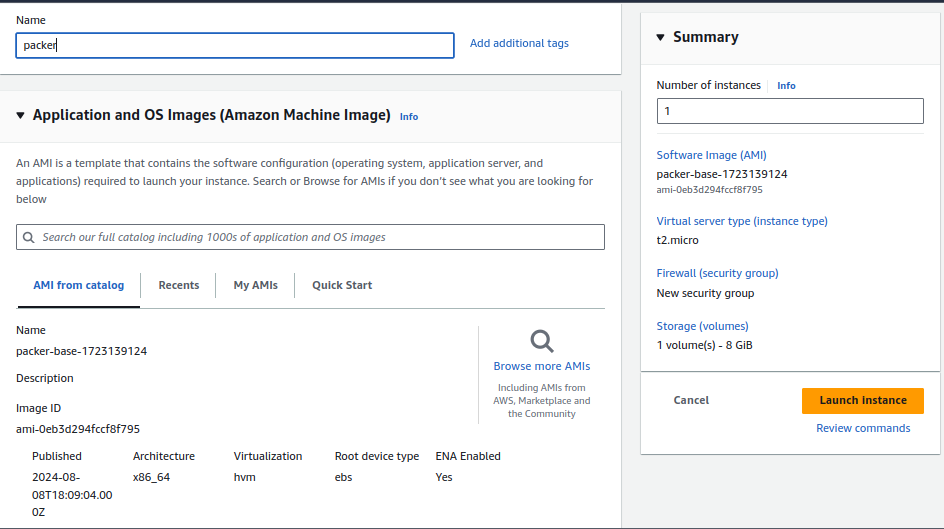 Name
packer
Add additional tags
Application and OS Images (Amazon Machine Image) Info
An AMI is a template that contains the software configuration (operating system, application server, and
applications) required to launch your instance. Search or Browse for AMIs if you don't see what you are looking for
below
Search our full catalog including 1000s of application and OS images
AMI from catalog
Recents
My AMIs
Quick Start
Name
packer-base-1723139124
Description
Image ID
ami-0eb3d294fccf8f795
Browse more AMIs
Including AMIs from
AWS, Marketplace and
the Community
Published
2024-08-
08T18:09:04.00
0Z
Architecture
x86_64
Virtualization
hvm
Root device type
ebs
ENA Enabled
Yes
Summary
Number of instances Info
1
Software Image (AMI)
packer-base-1723139124
ami-0eb3d294fccf8f795
Virtual server type (instance type)
t2.micro
Firewall (security group)
New security group
Storage (volumes)
1 volume(s) - 8 GiB
Cancel
Launch instance
Review commands